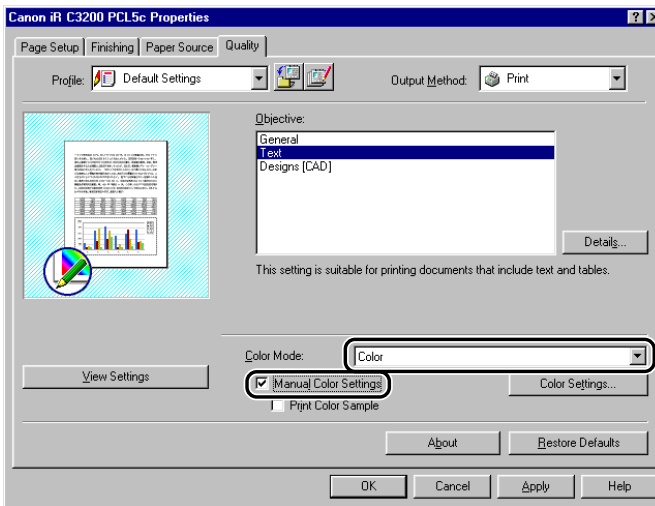 Canon iR C3200 PCL5c Properties
Page Setup Finishing Paper Source Quality
Profile: Default Settings Output Method: Print
Objective:
General
Text
Designs [CAD]
Details...
This setting is suitable for printing documents that include text and tables.
Color Mode: Color
View Settings Manual Color Settings Color Settings...
Print Color Sample
About Restore Defaults
OK Cancel Apply Help